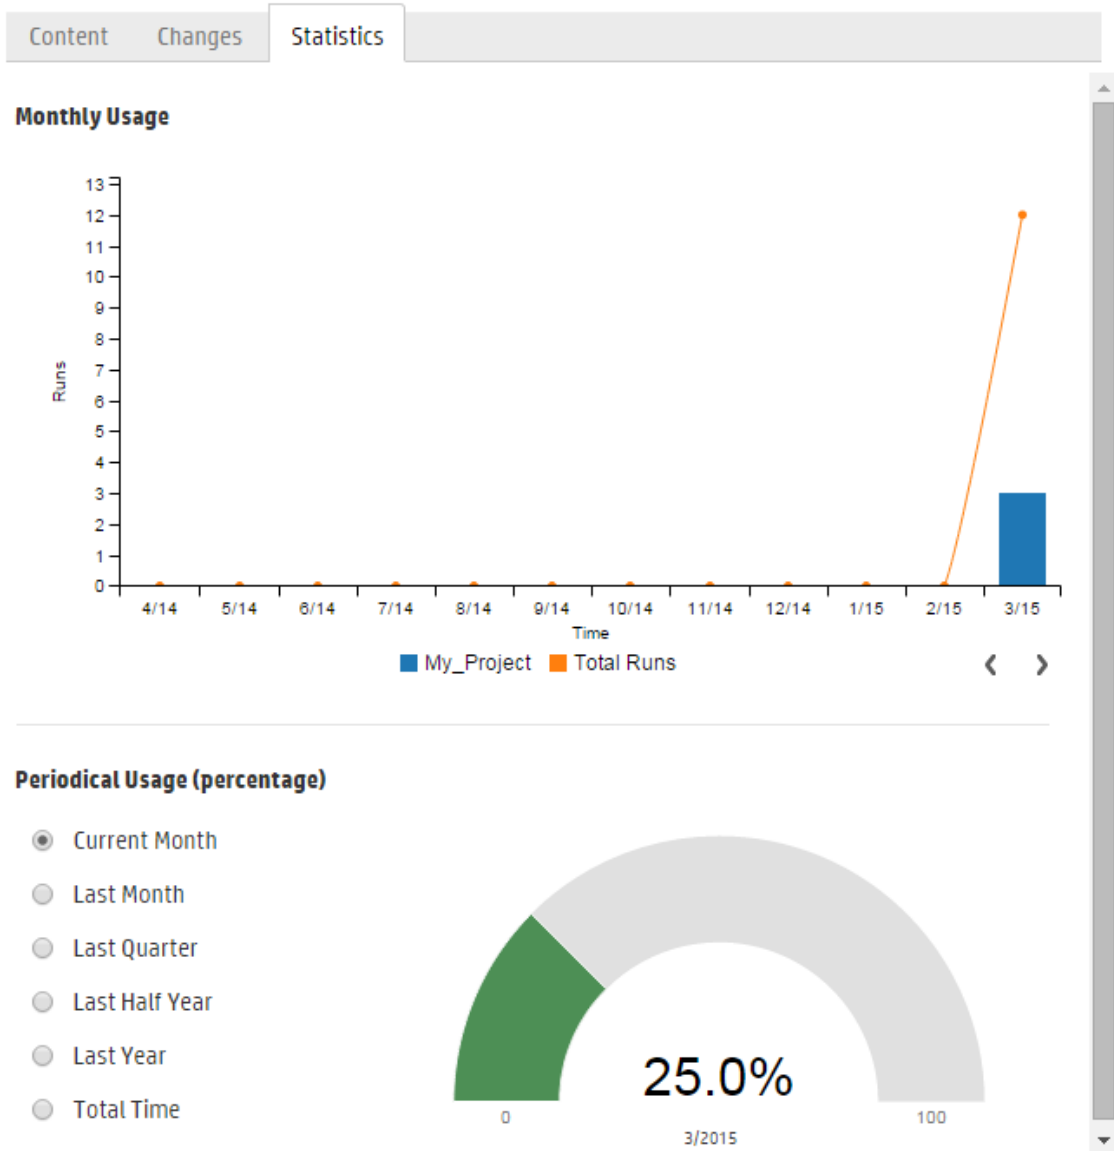 Content Changes Statistics
Monthly Usage
13
12
11
10
9
8
7
6
5
4
3
2
1
0
Runs
4/14 5/14 6/14 7/14 8/14 9/14 10/14 11/14 12/14 1/15 2/15 3/15
Time
My_Project Total Runs
Periodical Usage (percentage)
Current Month
Last Month
Last Quarter
Last Half Year
Last Year
Total Time
25.0%
0 100
3/2015